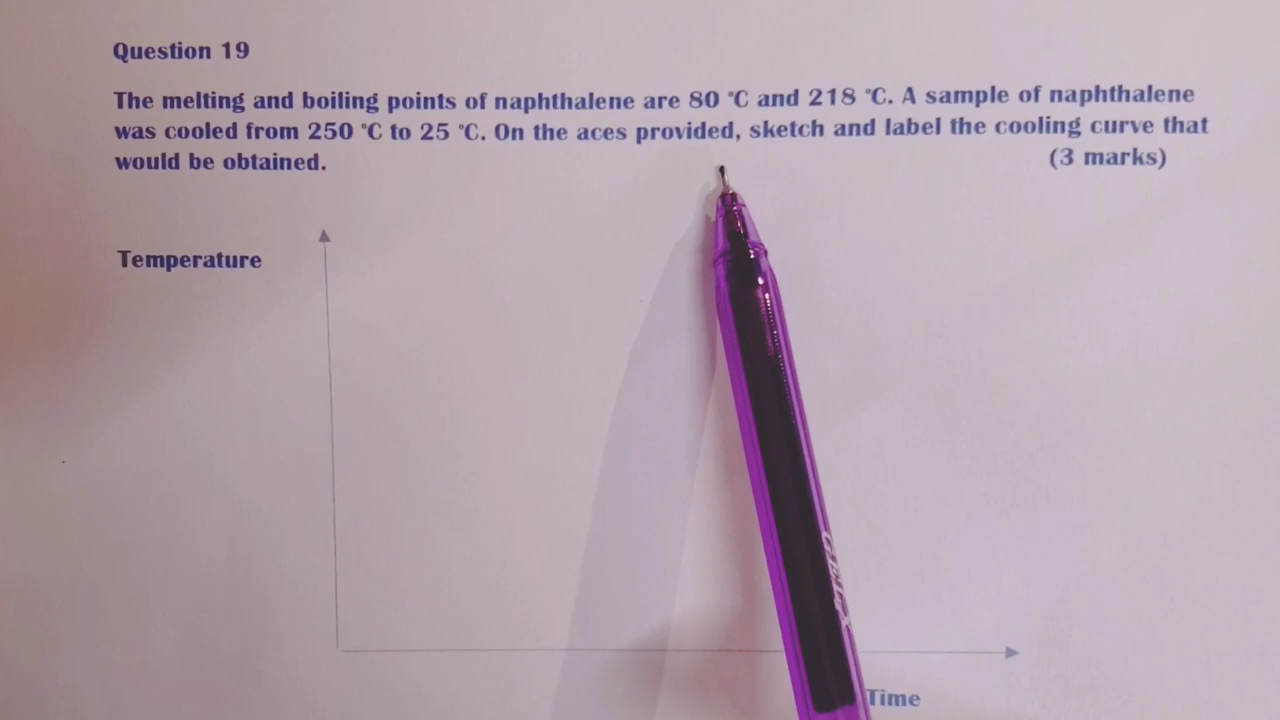 Question 19
The melting and boiling points of naphthalene are 80 °C and 218 °C. A sample of naphthalene
was cooled from 250 °C to 25 °C. On the aces provided, sketch and label the cooling curve that
would be obtained. (3 marks)
Temperature
Time